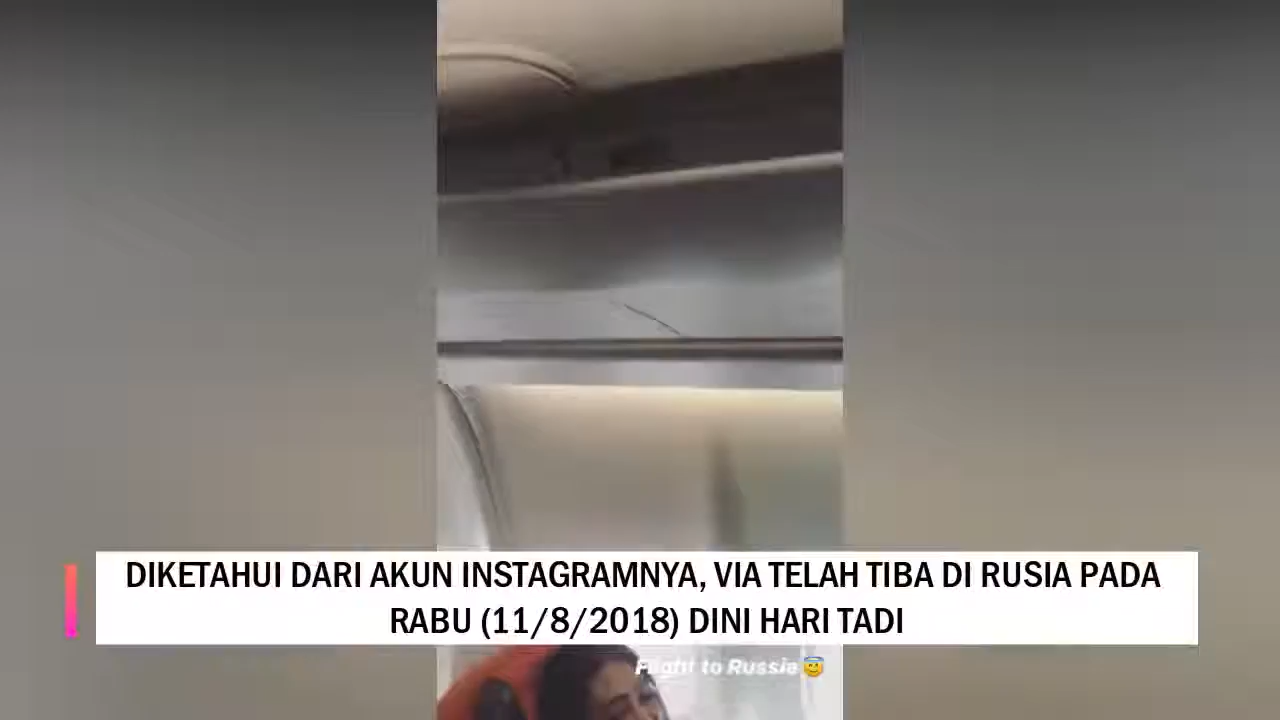 DIKETAHUI DARI AKUN INSTAGRAMNYA, VIA TELAH TIBA DI RUSIA PADA
RABU (11/8/2018) DINI HARI TADI
Flight to Russia 😇